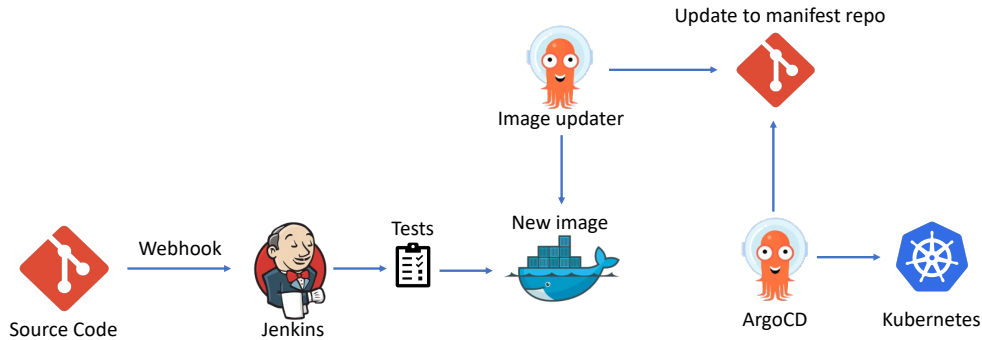 Update to manifest repo
Image updater
Tests
New image
Webhook
Source Code
Jenkins
ArgoCD
Kubernetes